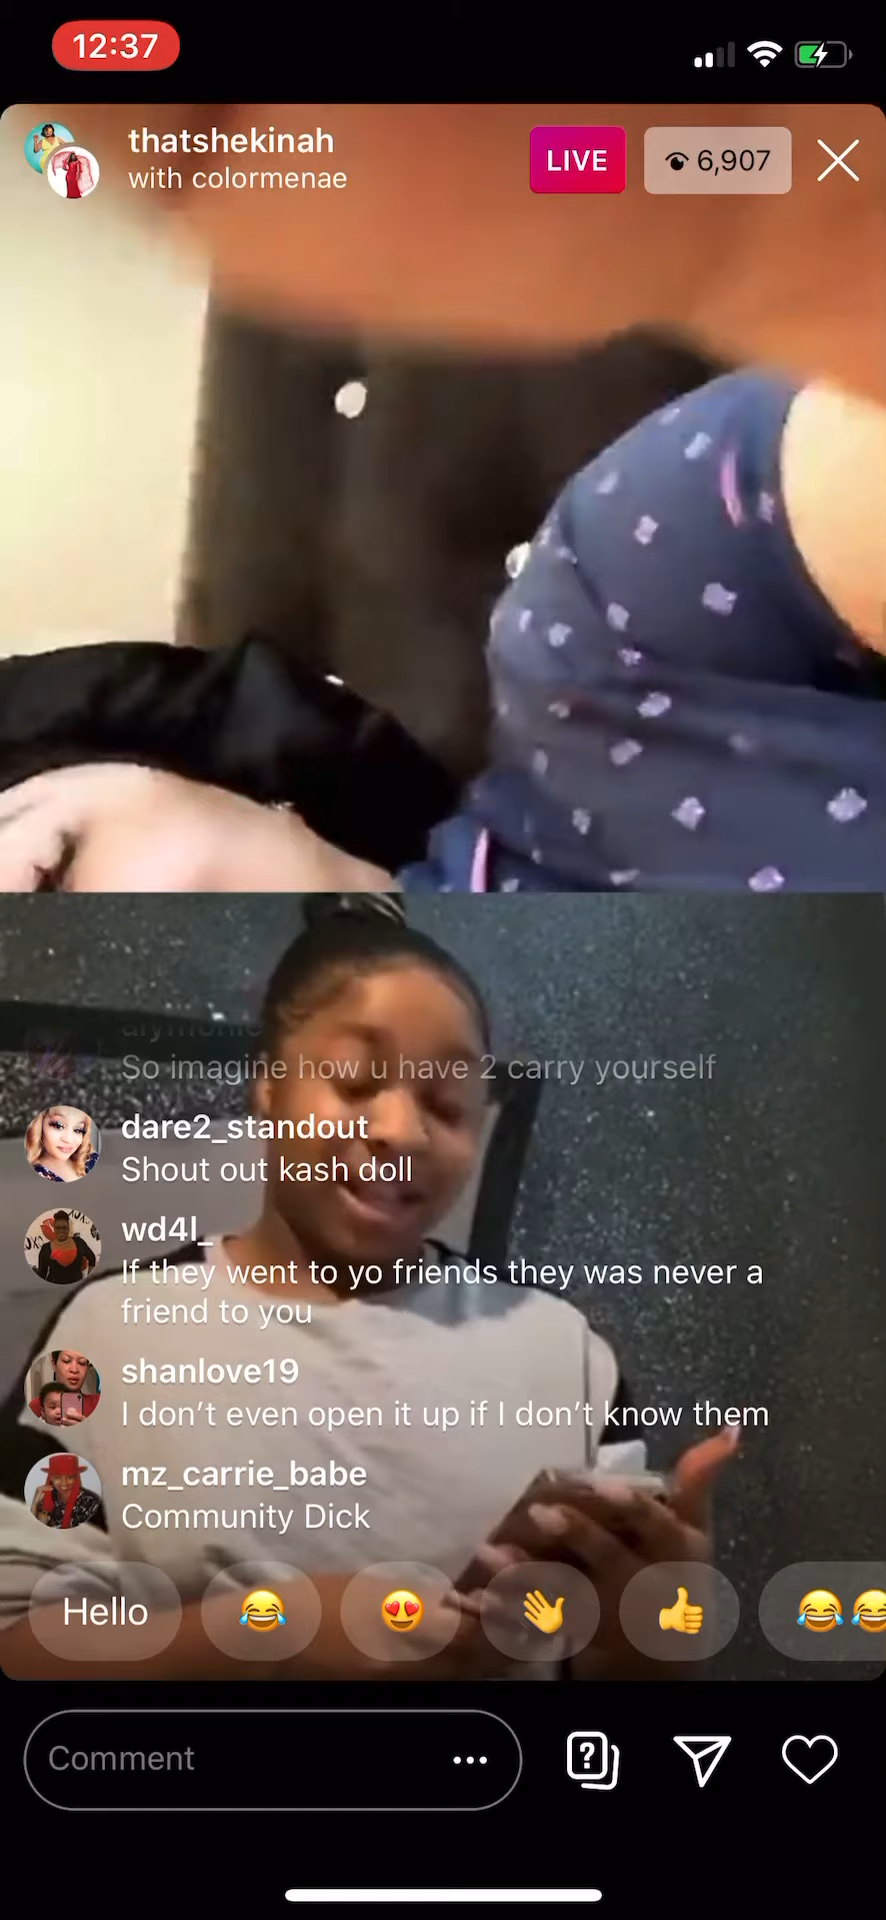 12:37
thatshekinah
with colormenae
LIVE
6,907
So imagine how u have 2 carry yourself
dare2_standout
Shout out kash doll
wd4l_
If they went to yo friends they was never a
friend to you
shanlove19
I don't even open it up if I don't know them
mz_carrie_babe
Community Dick
Hello
Comment